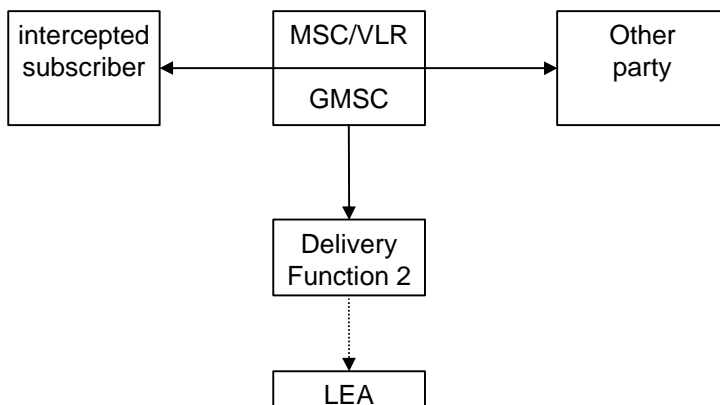 intercepted
subscriber
MSC/VLR
GMSC
Other
party
Delivery
Function 2
LEA